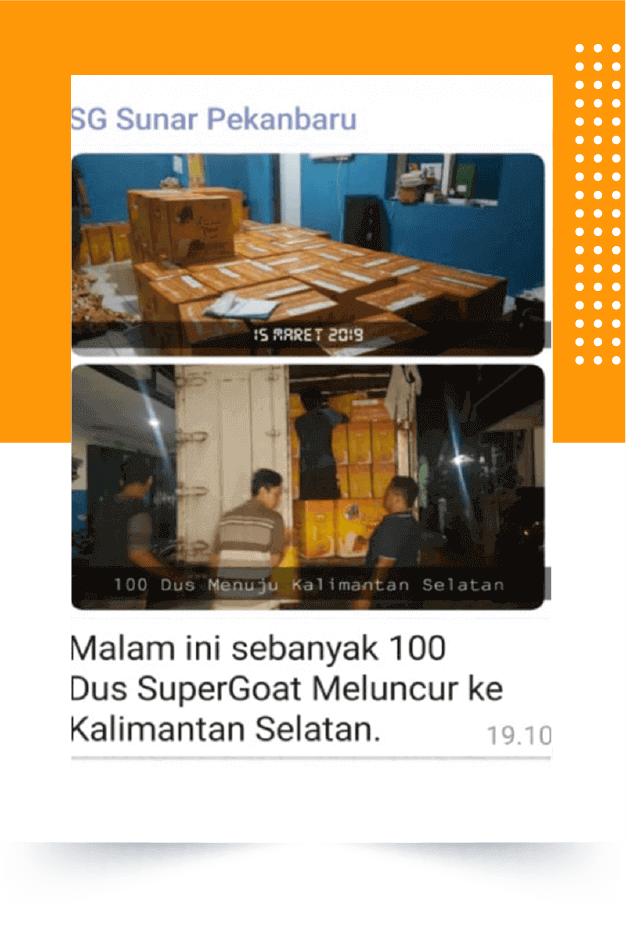 SG Sunar Pekanbaru
15 MARET 2019
100 Dus Menuju Kalimantan Selatan
Malam ini sebanyak 100
Dus SuperGoat Meluncur ke
Kalimantan Selatan.
19.10